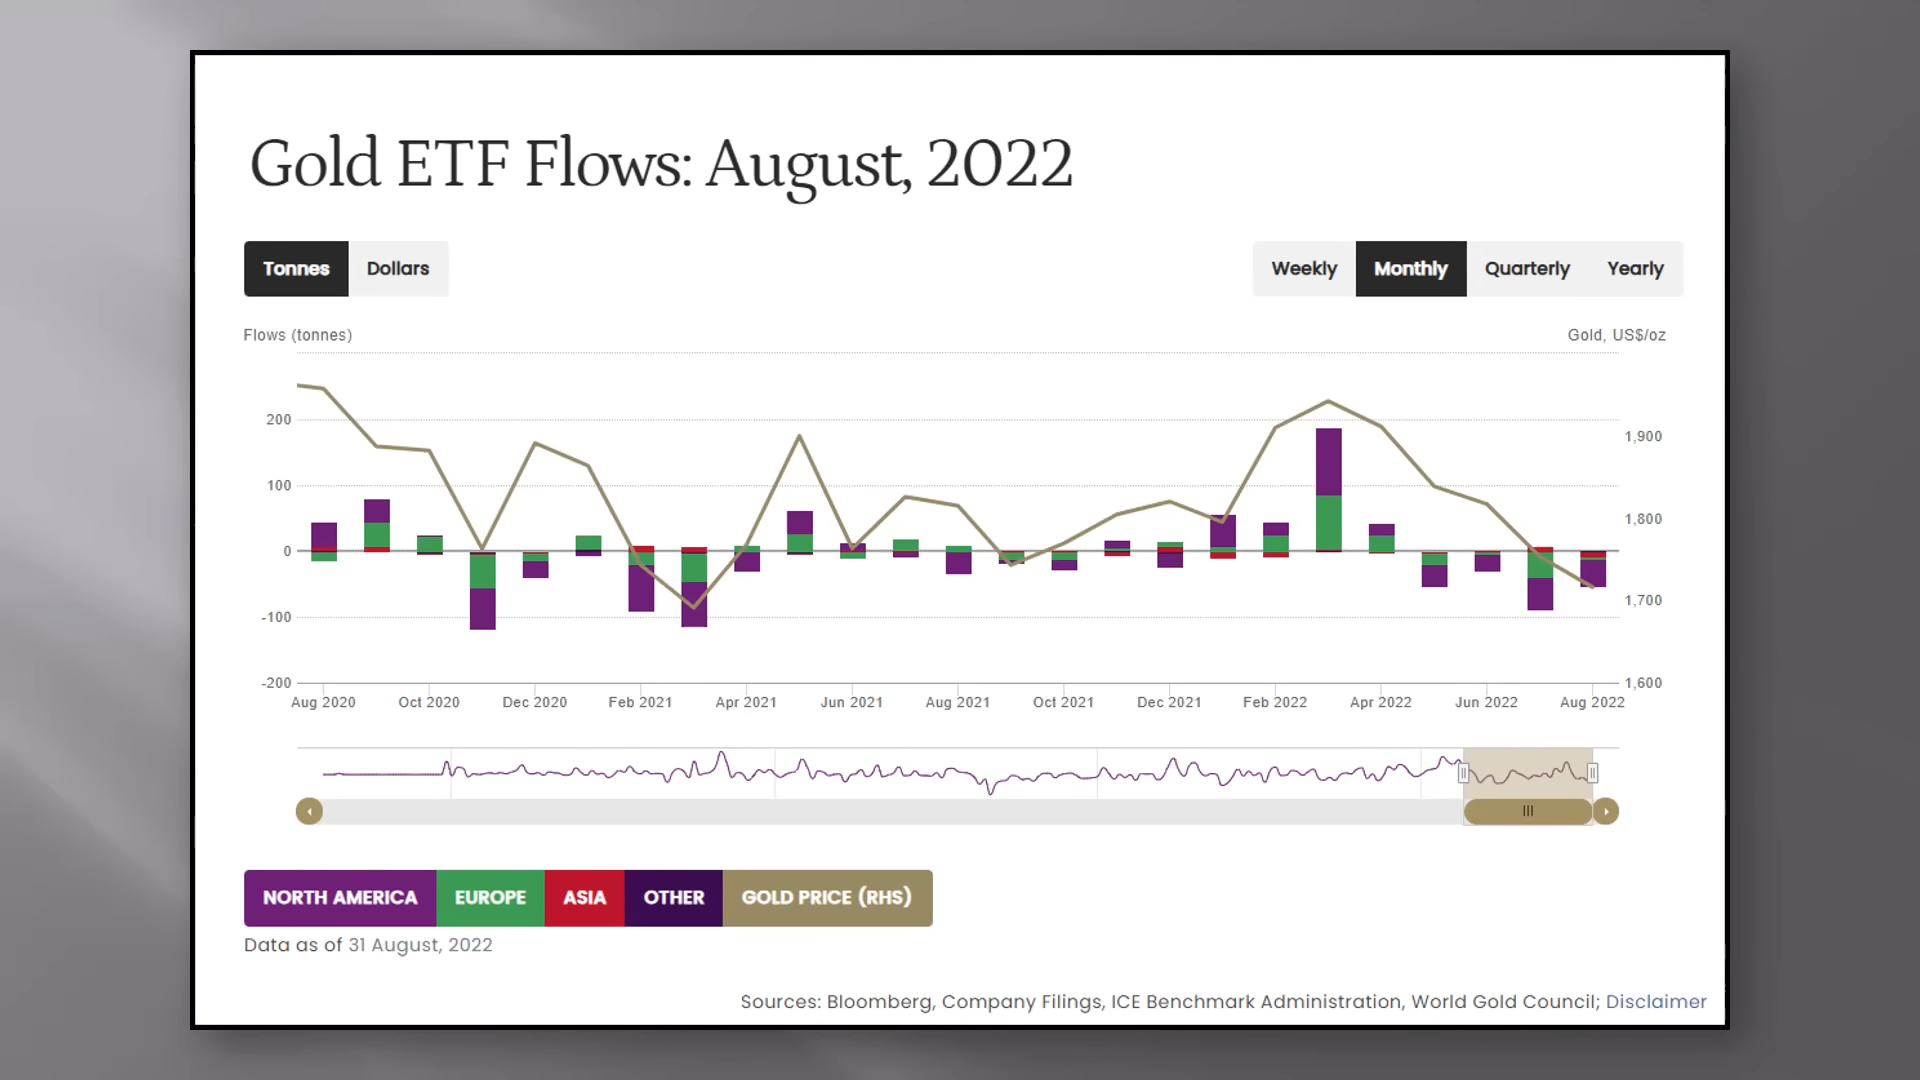 Gold ETF Flows: August, 2022
Tonnes Dollars Weekly Monthly Quarterly Yearly
Flows (tonnes) Gold, US$/oz
200
100
0
-100
-200
1,900
1,800
1,700
1,600
Aug 2020 Oct 2020 Dec 2020 Feb 2021 Apr 2021 Jun 2021 Aug 2021 Oct 2021 Dec 2021 Feb 2022 Apr 2022 Jun 2022 Aug 2022
NORTH AMERICA EUROPE ASIA OTHER GOLD PRICE (RHS)
Data as of 31 August, 2022
Sources: Bloomberg, Company Filings, ICE Benchmark Administration, World Gold Council; Disclaimer